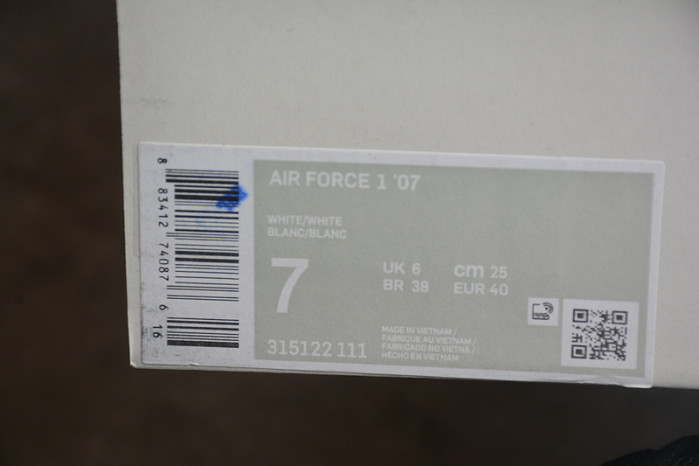 AIR FORCE 1 '07
WHITE/WHITE
BLANC/BLANC
7
UK 6 cm 25
BR 38 EUR 40
315122 111
MADE IN VIETNAM /
FABRIQUE AU VIETNAM /
FABRICADO NO VIETNÃ /
HECHO EN VIETNAM
8 83412 74087 6 16